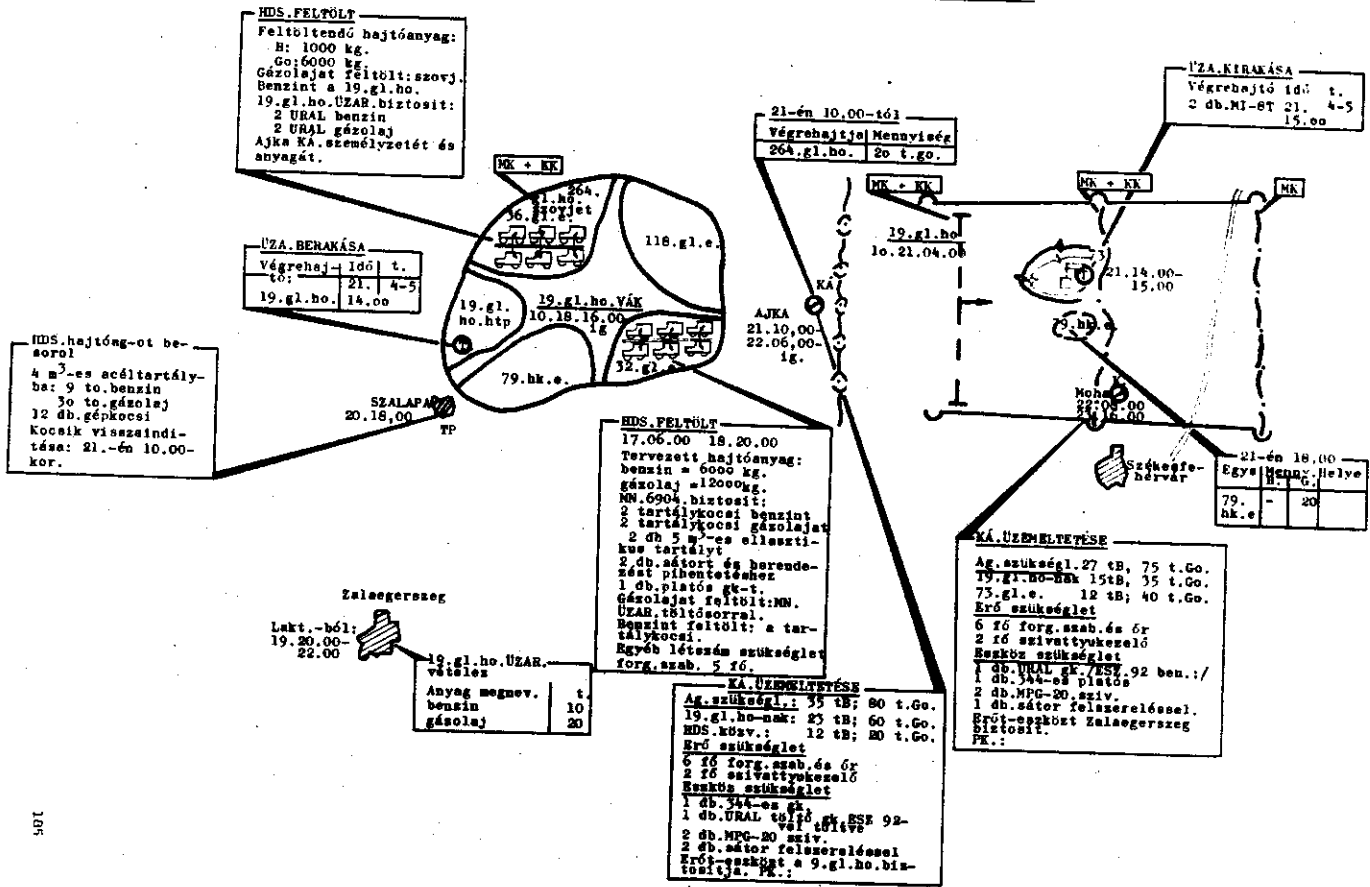 HDS.FELTÖLT
Feltöltendő hajtóanyag:
B: 1000 kg.
Go:6000 kg.
Gázolajat feltölt:szovj.
Benzint a 19.gl.ho.
19.gl.ho.ÜZAR.biztosit:
2 URAL benzin
2 URAL gázolaj
Ajka KÁ.személyzetét és
anyagát.
ÜZA.BERAKÁSA
Végrehaj- Idő t.
tó: 21. 4-5
19.gl.ho. 14.oo
HDS.hajtóag-ot be-
sorol
4 m³-es acéltartály-
ba: 9 to.benzin
3o to.gázolaj
12 db.gépkocsi
Kocsik visszaindi-
tása: 21.-én 10.00-
kor.
SZALAPA
20.18,00
TP
MK + KK
264.
gl.ho.
szovjet
36.gl.e.
118.gl.e.
19.gl.
ho.htp
19.gl.ho.VÁK
10.18.16.00
ig
79.hk.e.
32.gl.e.
21-én 10,00-tól
Végrehajtja Mennyiség
264.gl.ho. 2o t.go.
KÁ
AJKA
21.10,00-
22.06,00-
ig.
ÜZA.KIRAKÁSA
Végrehajtó idő t.
2 db.MI-8T 21. 4-5
15.oo
MK + KK
19.gl.ho
1o.21.04.00
MK + KK
MK
21.14.00-
15,00
79.hk.e.
Moha
22.08.00
Székesfe-
hérvár
21-én 18,00
Egys Menny. Helye
B. G.
79.
hk.e - 20
HDS.FELTÖLT
17.06.00 18.20.00
Tervezett hajtóanyag:
benzin = 6000 kg.
gázolaj =12000kg.
MN.6904.biztosit:
2 tartálykocsi benzint
2 tartálykocsi gázolajat
2 db 5 m³-es ellaszti-
kus tartályt
2 db.sátort és berende-
zést pihentetéshez
1 db.platós gk-t.
Gázolajat feltölt:MN.
ÜZAR.töltősorral.
Benzint feltölt: a tar-
tálykocsi.
Egyéb létszám szükséglet
forg.szab. 5 fő.
Zalaegerszeg
Lakt.-ból:
19.20.00-
22.00
19.gl.ho.ÜZAR.
vételez
Anyag megnev. t.
benzin 10
gázolaj 20
KÁ.ÜZEMELTETÉSE
Ag.szükségl.: 35 tB; 80 t.Go.
19.gl.ho-nak: 23 tB; 60 t.Go.
HDS.közv.: 12 tB; 20 t.Go.
Erő szükséglet
6 fő forg.szab.és őr
2 fő szivattyukezelő
Eszköz szükséglet
1 db.344-es gk.
1 db.URAL töltő gk.ESZ 92-
vel töltve
2 db.MPG-20 sziv.
2 db.sátor felszereléssel
Erőt-eszközt a 9.gl.ho.biz-
tositja. PK.:
KÁ.ÜZEMELTETÉSE
Ag.szükségl.27 tB, 75 t.Go.
19.gl.ho-nak 15tB; 35 t.Go.
73.gl.e. 12 tB; 40 t.Go.
Erő szükséglet
6 fő forg.szab.és őr
2 fő szivattyukezelő
Eszköz szükséglet
1 db.URAL gk./ESZ.92 ben.:/
1 db.344-es platós
2 db.MPG-20.sziv.
1 db.sátor felszereléssel.
Erőt-eszközt Zalaegerszeg
biztosit.
PK.:
185